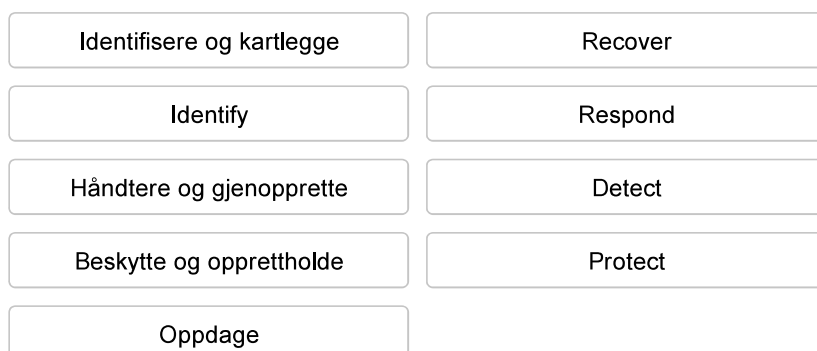 Identifisere og kartlegge
Recover
Identify
Respond
Håndtere og gjenopprette
Detect
Beskytte og opprettholde
Protect
Oppdage